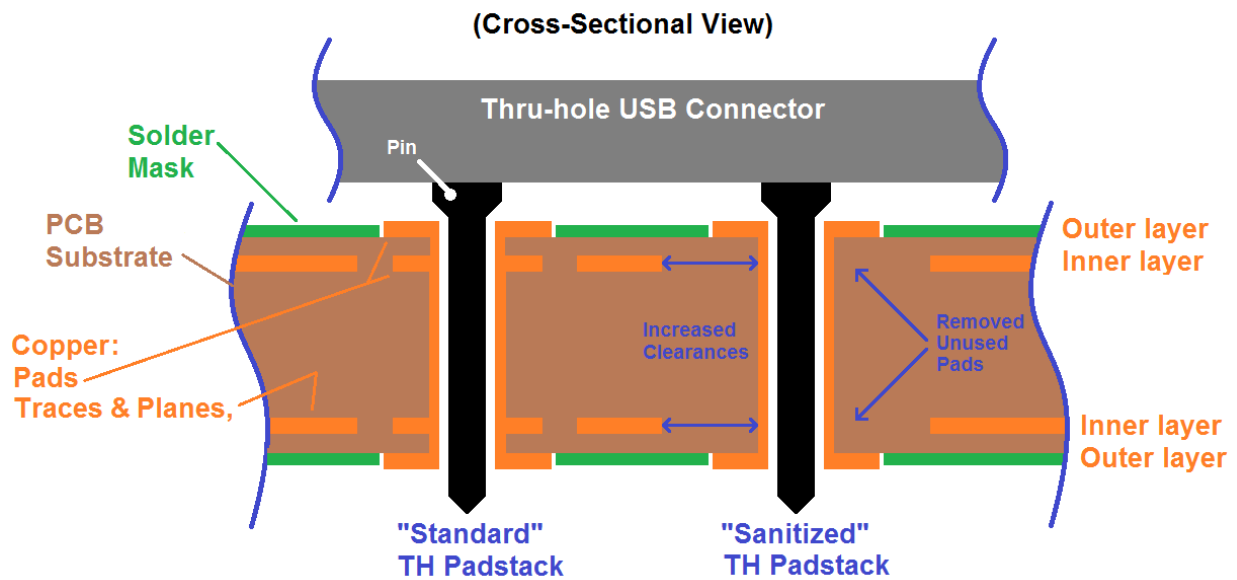 (Cross-Sectional View)
Thru-hole USB Connector
Solder
Mask
Pin
PCB
Substrate
Outer layer
Inner layer
Increased
Clearances
Removed
Unused
Pads
Copper:
Pads
Traces & Planes,
Inner layer
Outer layer
"Standard"
TH Padstack
"Sanitized"
TH Padstack